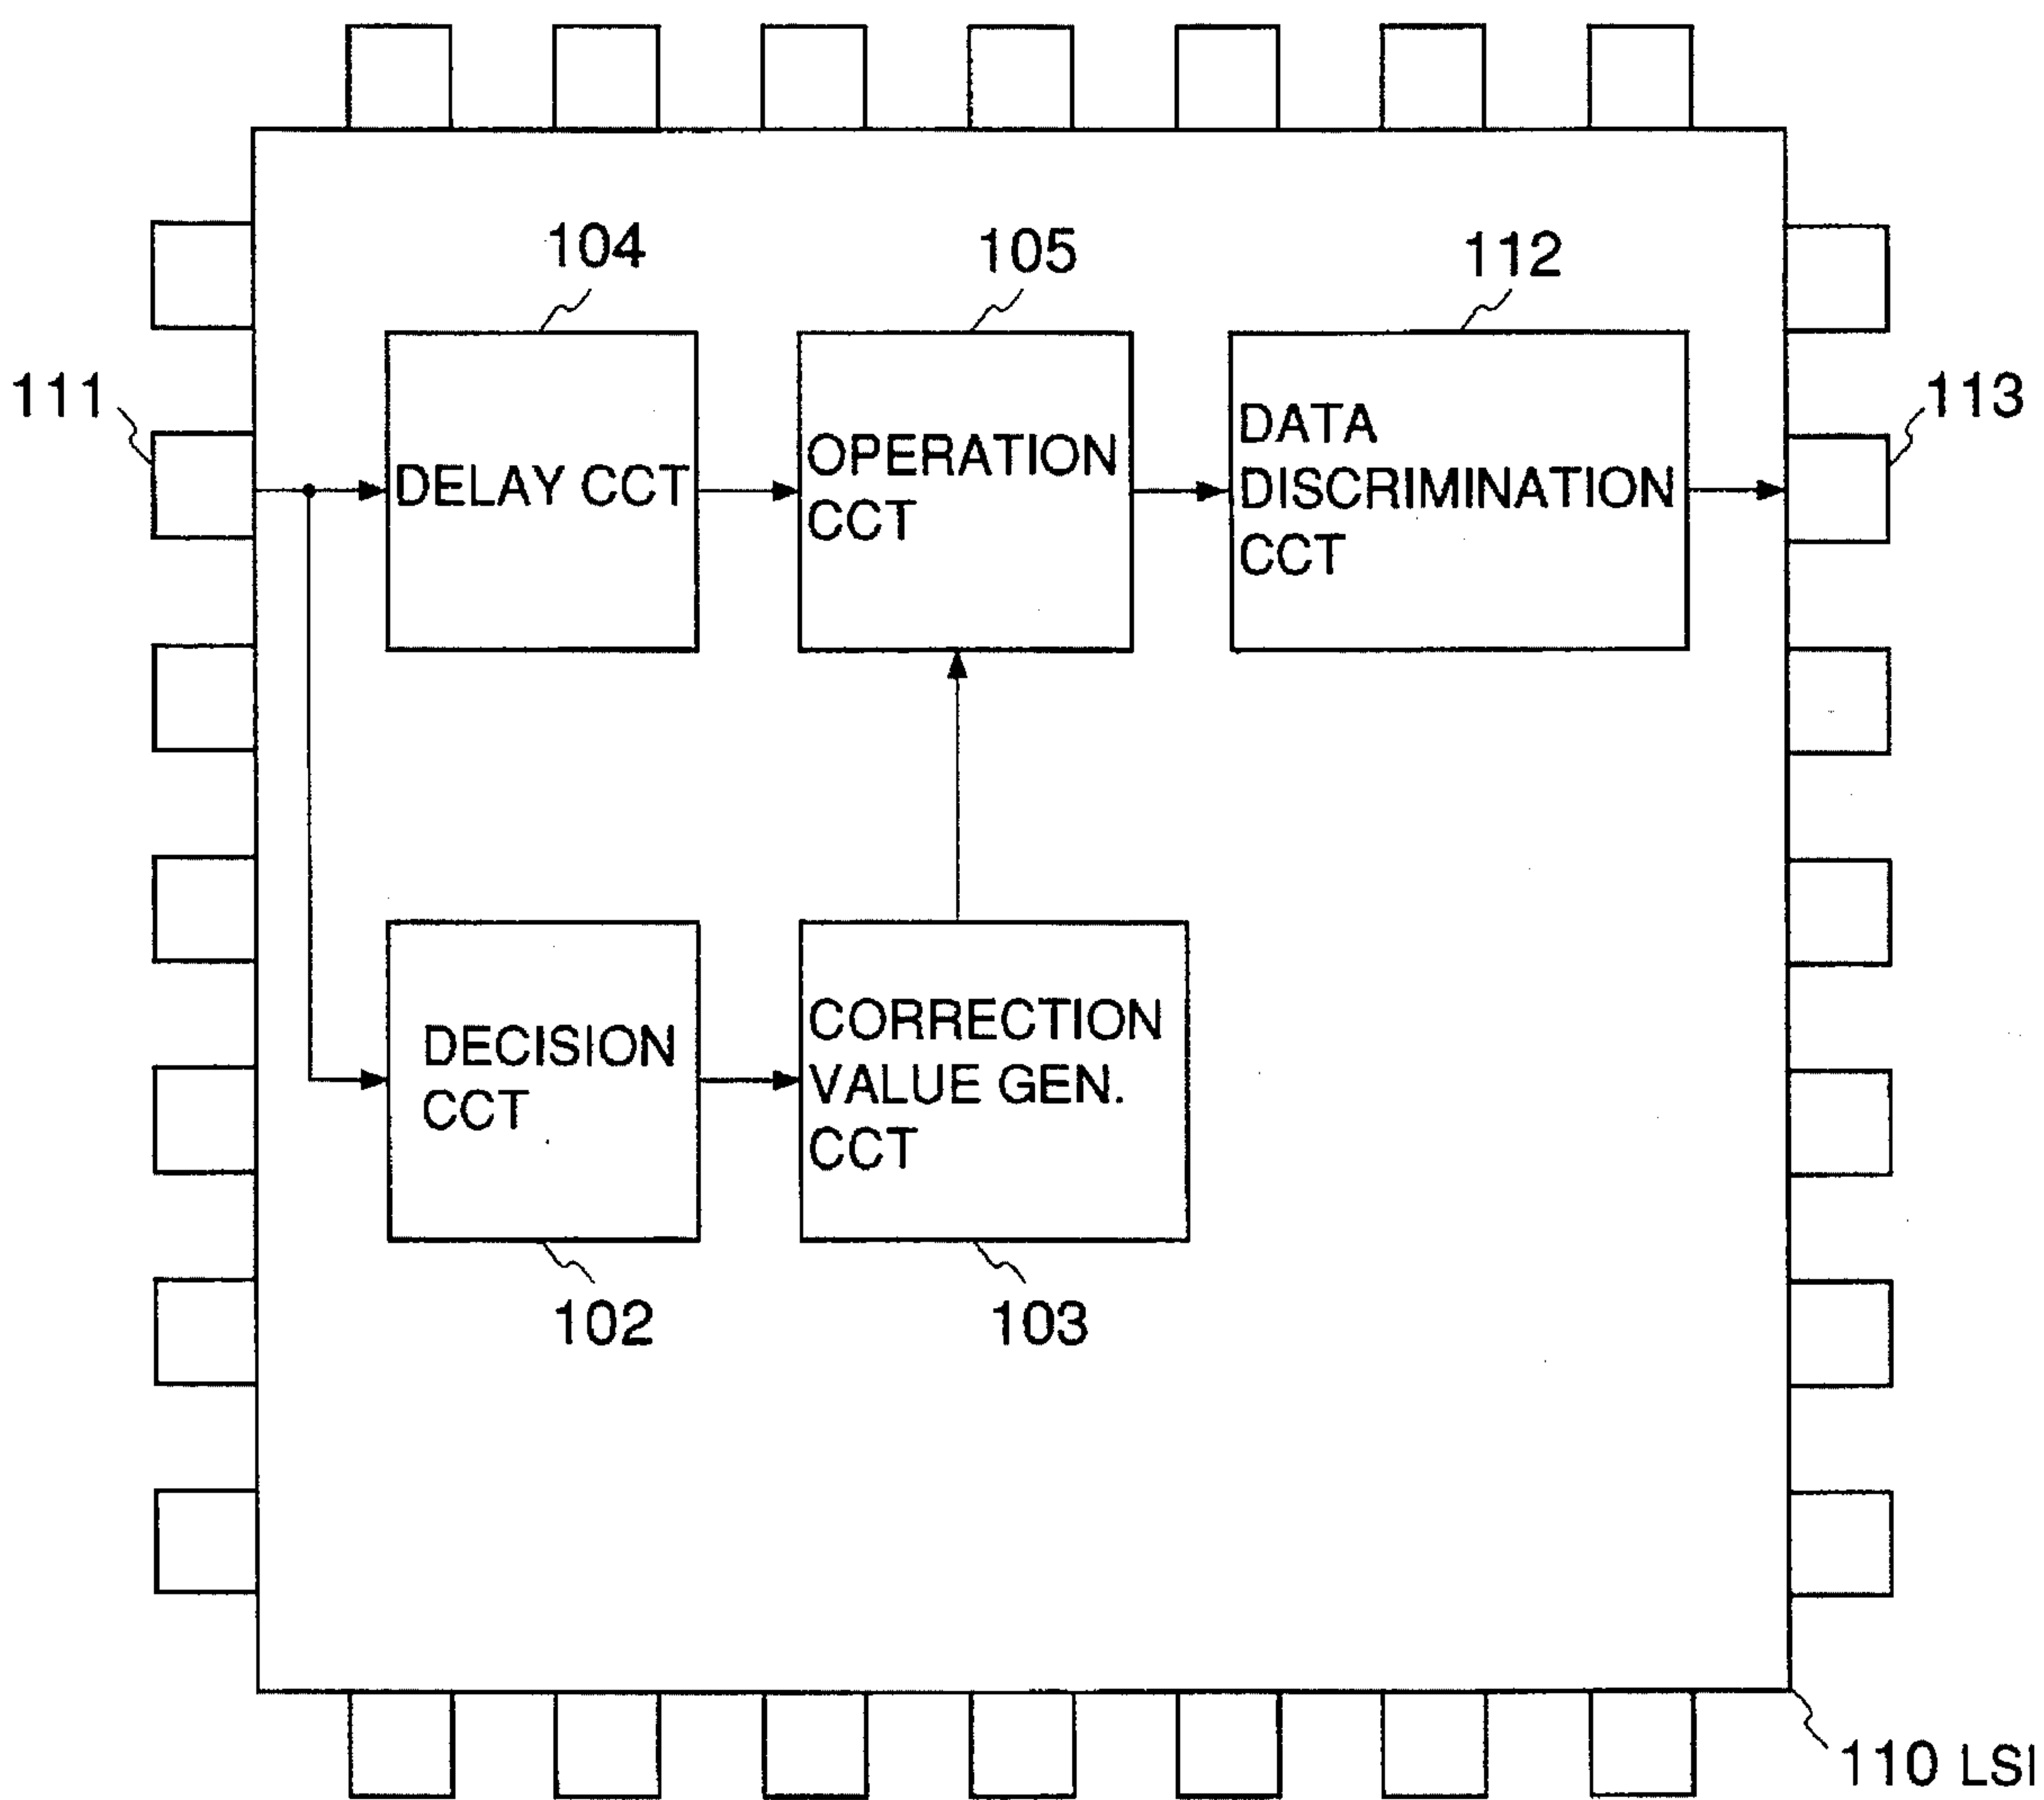 104
105
112
111
113
DELAY CCT
OPERATION
CCT
DATA
DISCRIMINATION
CCT
DECISION
CCT
CORRECTION
VALUE GEN.
CCT
102
103
110 LSI